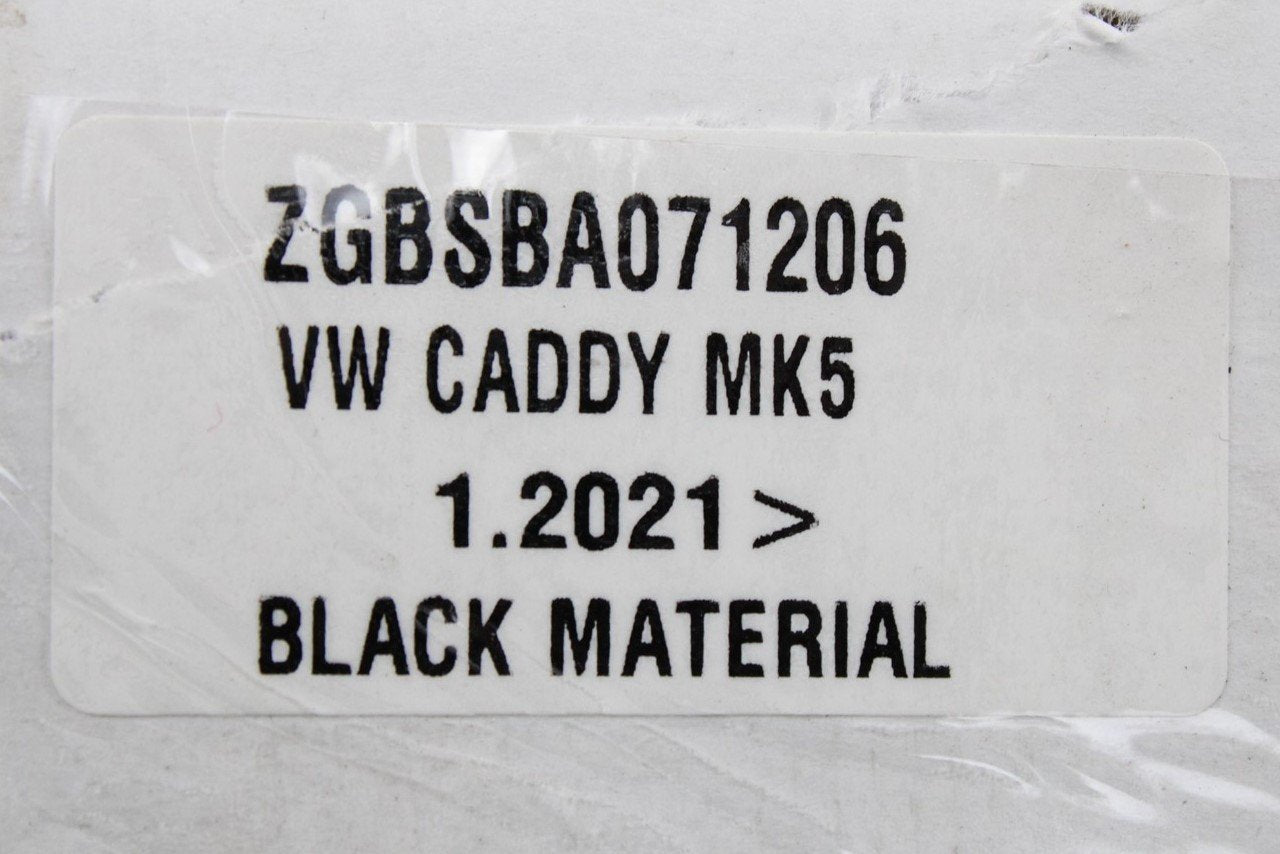 ZGBSBA071206
VW CADDY MK5
1.2021 >
BLACK MATERIAL